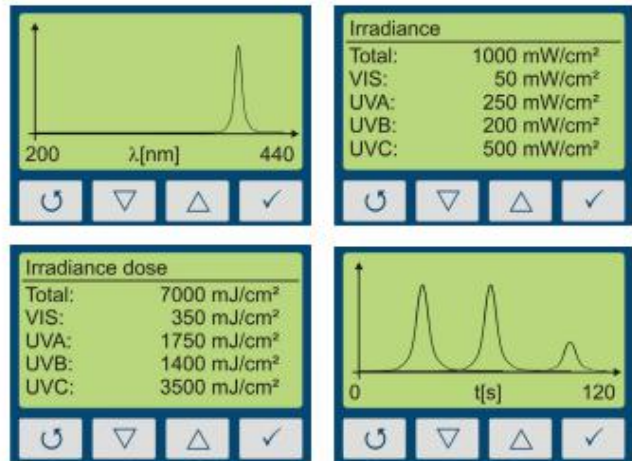 200 λ[nm] 440
Irradiance
Total: 1000 mW/cm²
VIS: 50 mW/cm²
UVA: 250 mW/cm²
UVB: 200 mW/cm²
UVC: 500 mW/cm²
Irradiance dose
Total: 7000 mJ/cm²
VIS: 350 mJ/cm²
UVA: 1750 mJ/cm²
UVB: 1400 mJ/cm²
UVC: 3500 mJ/cm²
0 t[s] 120